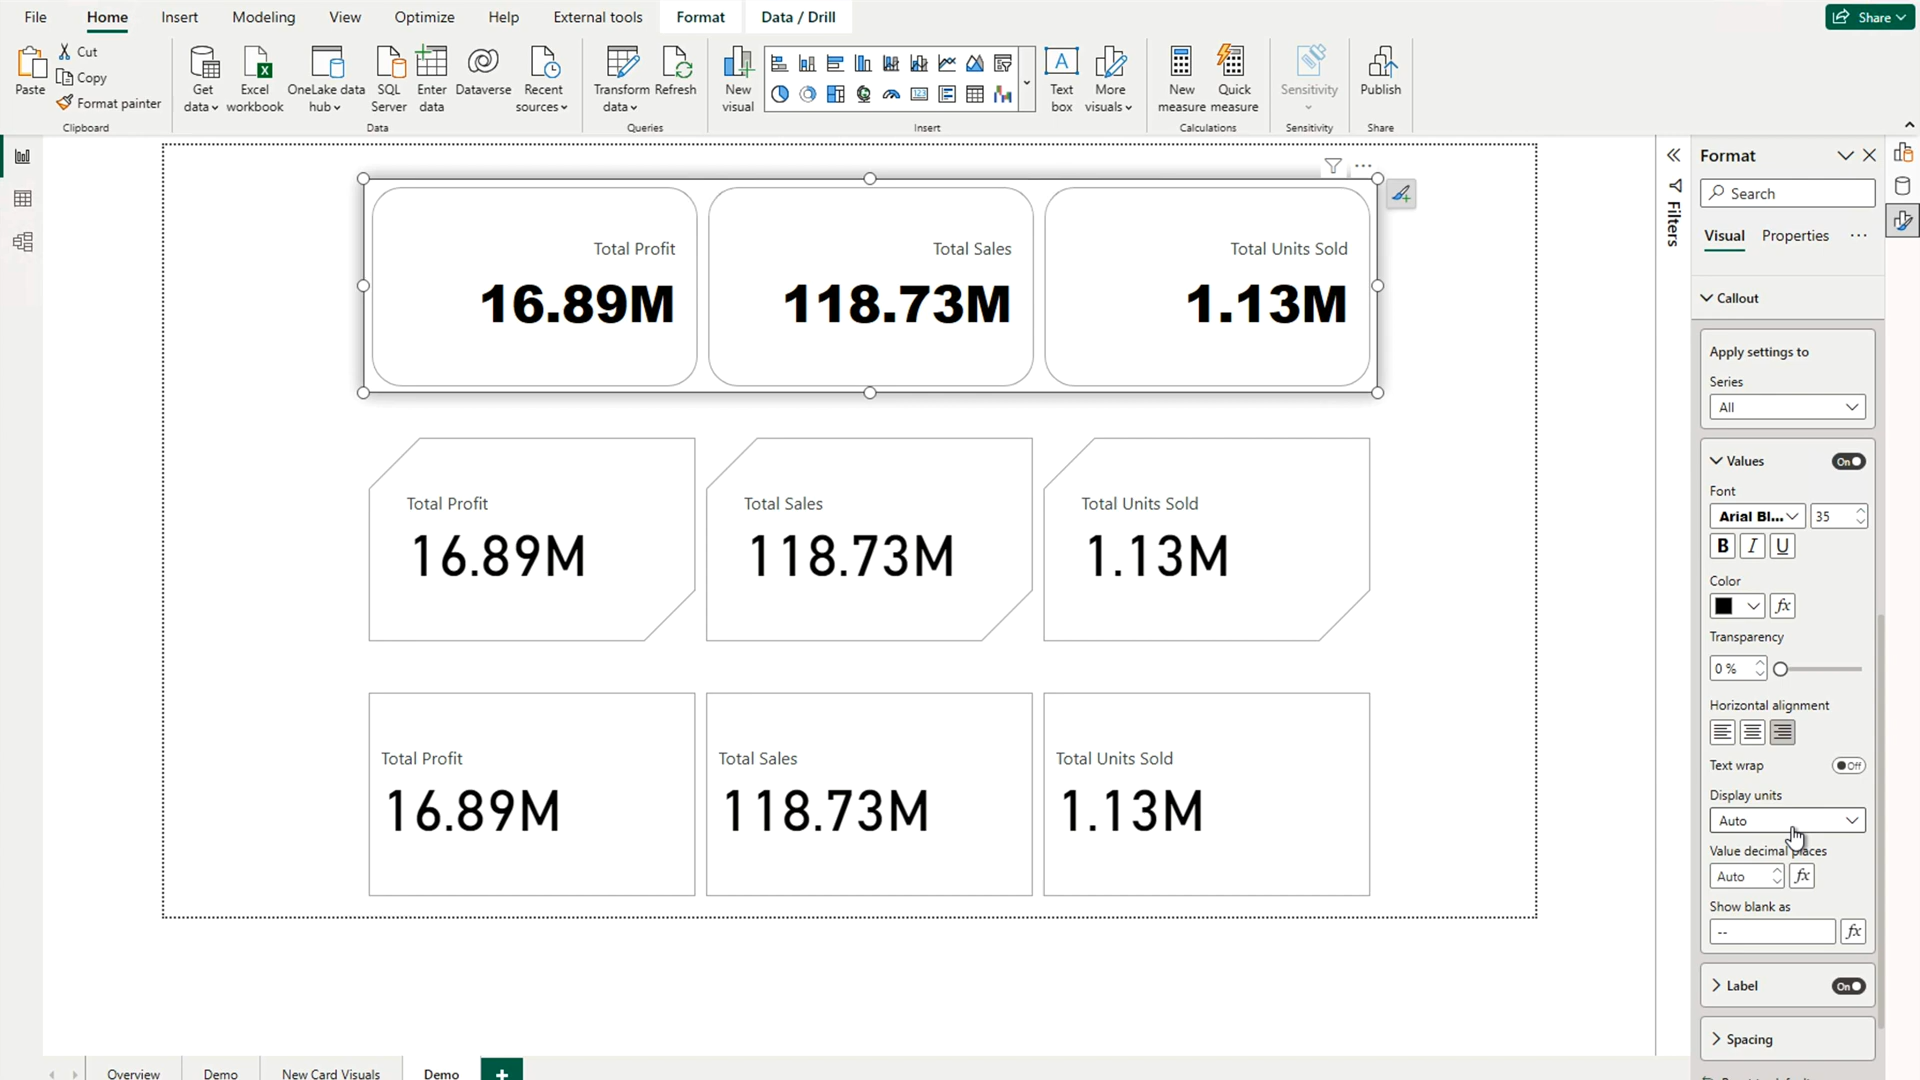 File Home Insert Modeling View Optimize Help External tools Format Data / Drill Share
Paste
Cut
Copy
Format painter
Clipboard
Get data
Excel workbook
OneLake data hub
SQL Server
Enter data
Dataverse
Recent sources
Data
Transform data
Refresh
Queries
New visual
Insert
Text box
More visuals
New measure
Quick measure
Calculations
Sensitivity
Sensitivity
Publish
Share
Total Profit
16.89M
Total Sales
118.73M
Total Units Sold
1.13M
Total Profit
16.89M
Total Sales
118.73M
Total Units Sold
1.13M
Total Profit
16.89M
Total Sales
118.73M
Total Units Sold
1.13M
Filters
Format
Search
Visual Properties
Callout
Apply settings to
Series
All
Values On
Font
Arial Bl... 35
B I U
Color
fx
Transparency
0 %
Horizontal alignment
Text wrap Off
Display units
Auto
Value decimal places
Auto fx
Show blank as
-- fx
Label On
Spacing
Overview Demo New Card Visuals Demo +